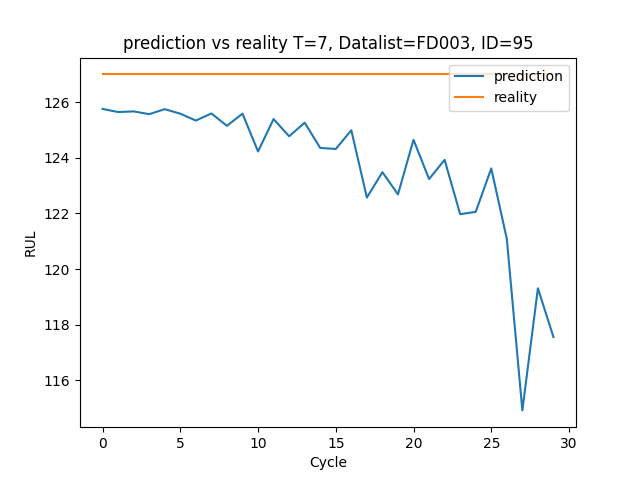 prediction vs reality T=7, Datalist=FD003, ID=95
prediction
reality
RUL
126
124
122
120
118
116
0 5 10 15 20 25 30
Cycle